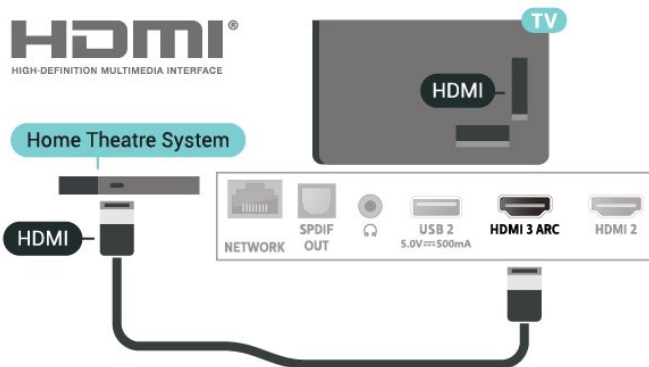 HDMI®
HIGH-DEFINITION MULTIMEDIA INTERFACE
TV
HDMI
Home Theatre System
HDMI
NETWORK
SPDIF
OUT
USB 2
5.0V⎓500mA
HDMI 3 ARC
HDMI 2